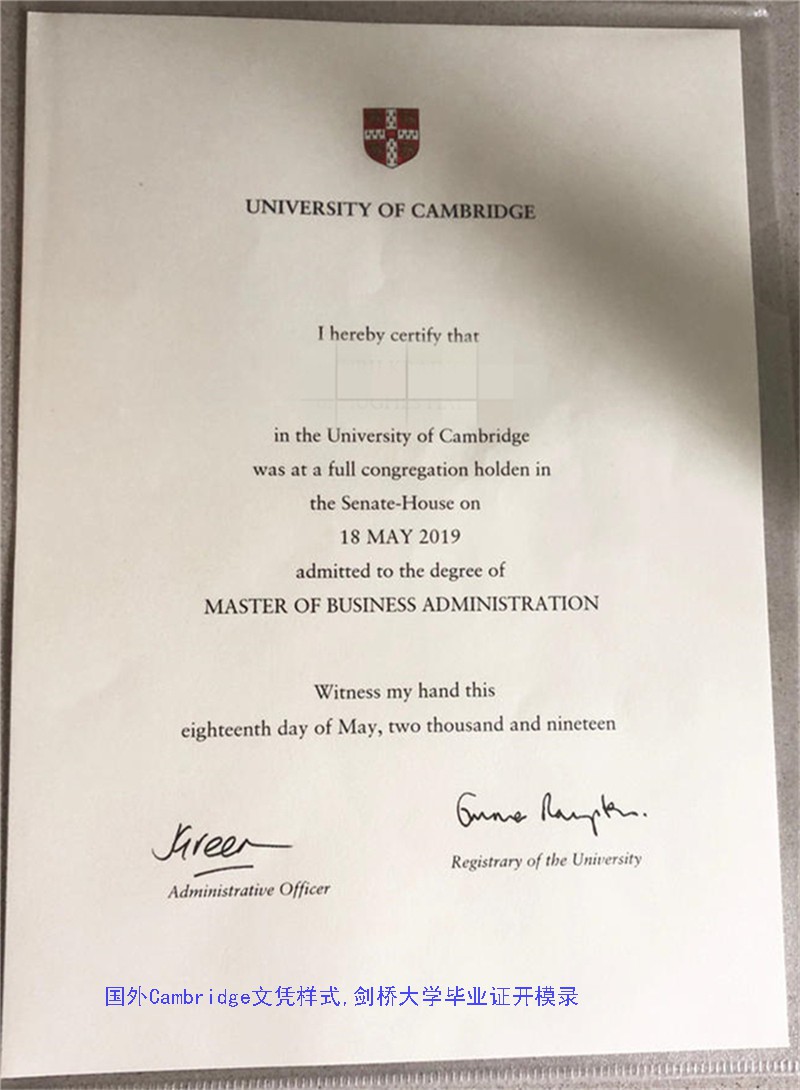 UNIVERSITY OF CAMBRIDGE
I hereby certify that
in the University of Cambridge
was at a full congregation holden in
the Senate-House on
18 MAY 2019
admitted to the degree of
MASTER OF BUSINESS ADMINISTRATION
Witness my hand this
eighteenth day of May, two thousand and nineteen
Administrative Officer
Registrary of the University
国外Cambridge文凭样式,剑桥大学毕业证开模录